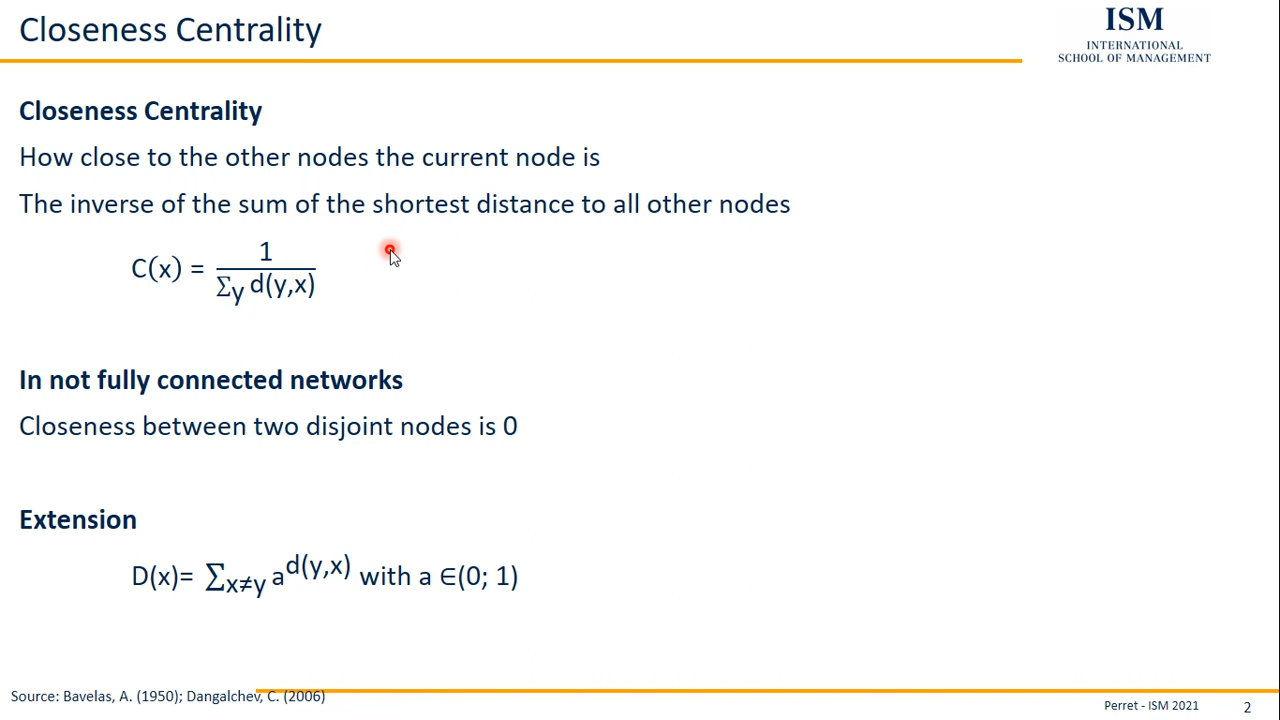 Closeness Centrality
ISM
INTERNATIONAL
SCHOOL OF MANAGEMENT
Closeness Centrality
How close to the other nodes the current node is
The inverse of the sum of the shortest distance to all other nodes
C(x) = 1 / ∑y d(y,x)
In not fully connected networks
Closeness between two disjoint nodes is 0
Extension
D(x)= ∑x≠y a^d(y,x) with a ∈(0; 1)
Source: Bavelas, A. (1950); Dangalchev, C. (2006)
Perret - ISM 2021
2